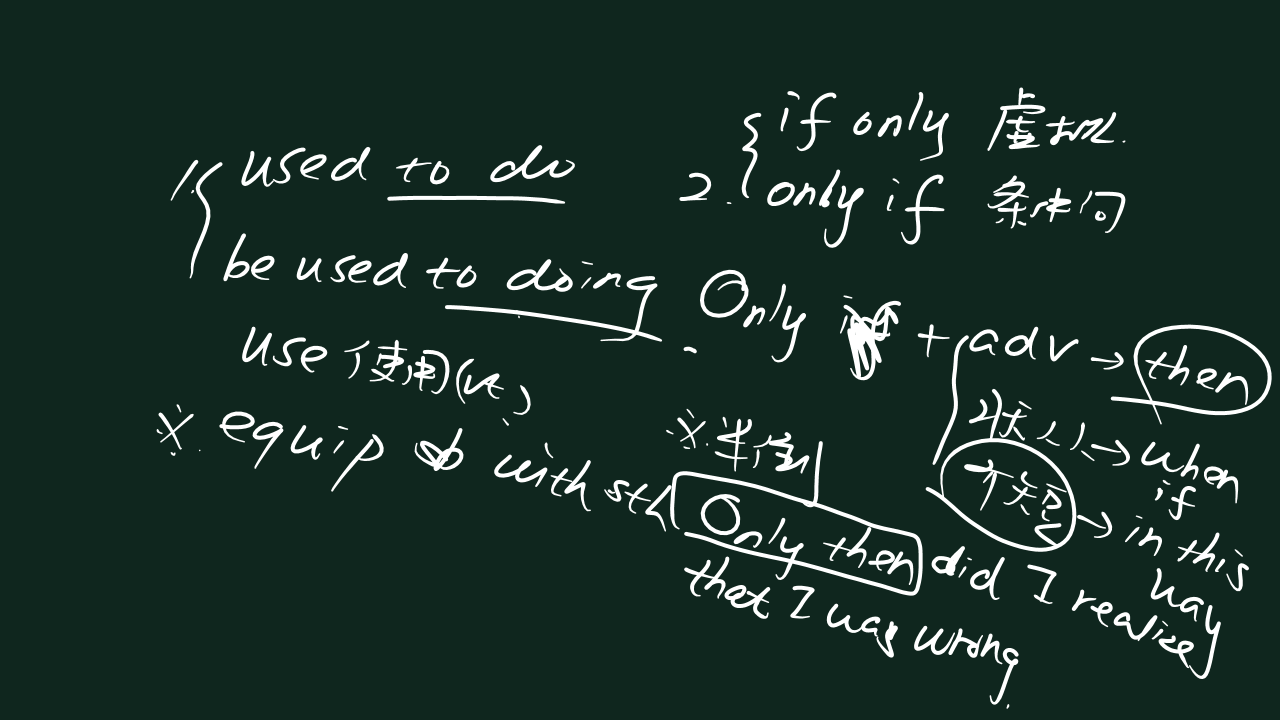 1. used to do
be used to doing.
use 使用(vt.)
※. equip sb with sth
2. if only 虚拟.
only if 条件句
Only + adv → then
状从 → when
if
介短 → in this
way
※. 半倒
Only then did I realize
that I was wrong.